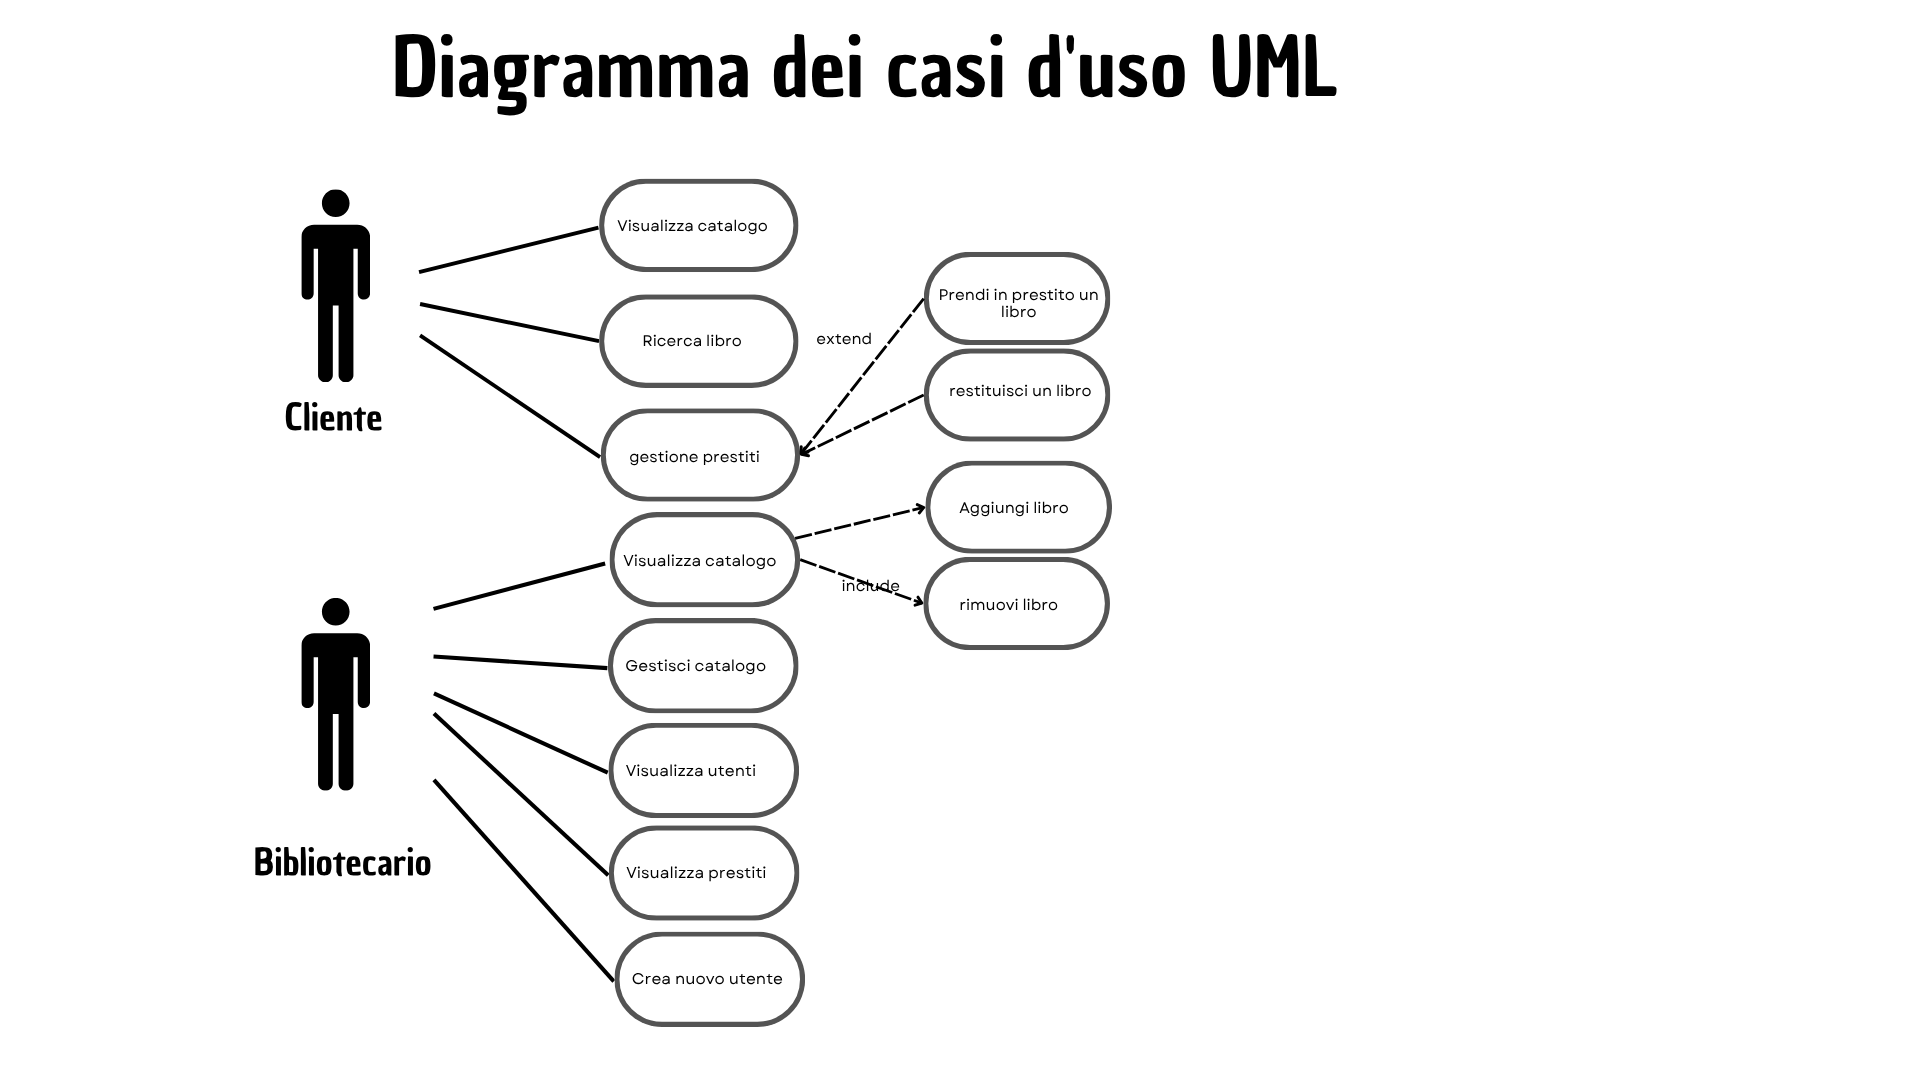 Diagramma dei casi d'uso UML
Visualizza catalogo
Prendi in prestito un
libro
Ricerca libro
extend
restituisci un libro
Cliente
gestione prestiti
Aggiungi libro
Visualizza catalogo
include
rimuovi libro
Gestisci catalogo
Visualizza utenti
Bibliotecario
Visualizza prestiti
Crea nuovo utente